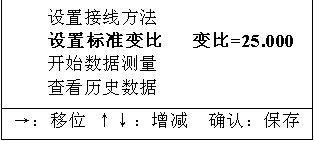 设置接线方法
设置标准变比 变比=25.000
开始数据测量
查看历史数据
→：移位 ↑↓：增减 确认：保存